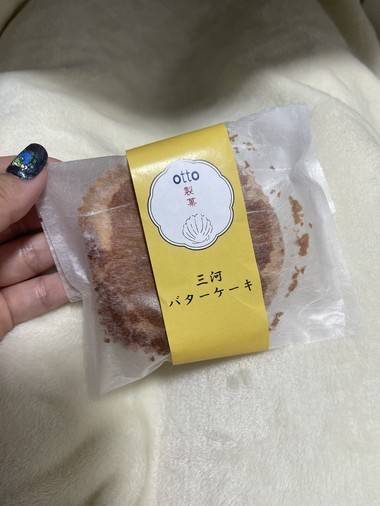 otto
製
菓
三河
バターケーキ